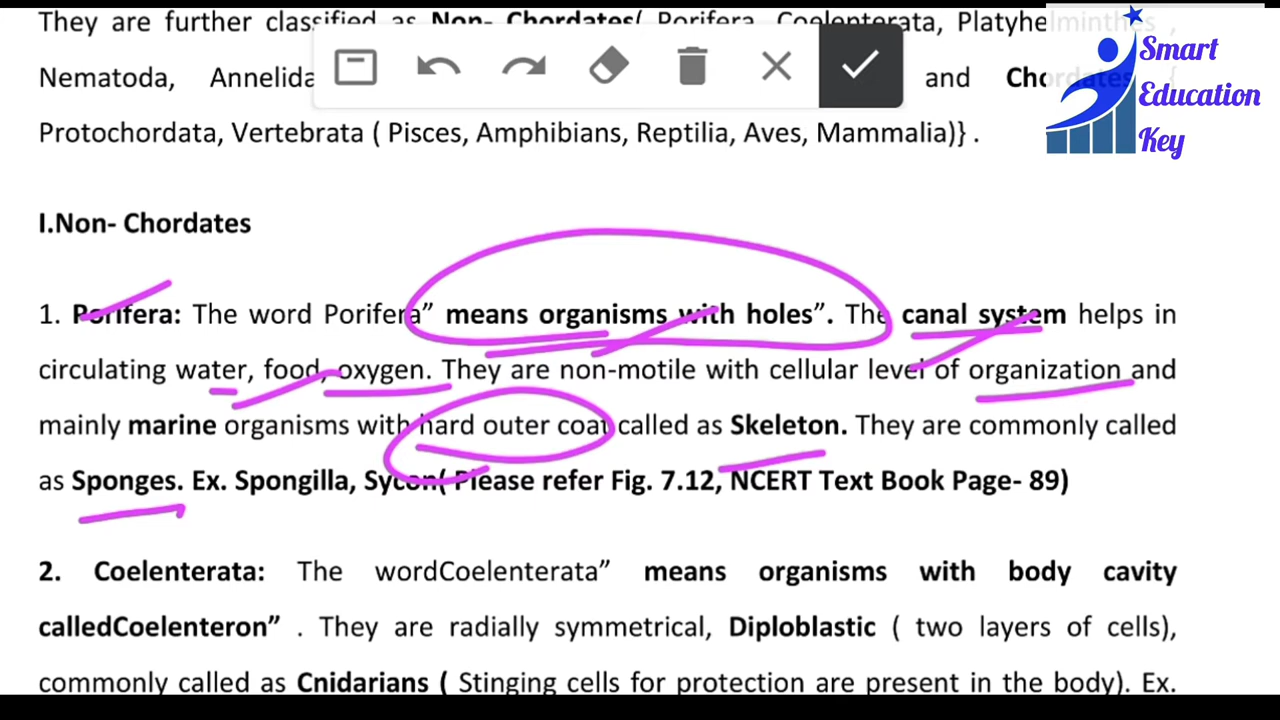 They are further classified as Non- Chordates( Porifera, Coelenterata, Platyhelminthes ,
Nematoda, Annelida and Chordates {
Protochordata, Vertebrata ( Pisces, Amphibians, Reptilia, Aves, Mammalia)} .
Smart
Education
Key
I.Non- Chordates
1. Porifera: The word Porifera” means organisms with holes”. The canal system helps in
circulating water, food, oxygen. They are non-motile with cellular level of organization and
mainly marine organisms with hard outer coat called as Skeleton. They are commonly called
as Sponges. Ex. Spongilla, Sycon( Please refer Fig. 7.12, NCERT Text Book Page- 89)
2. Coelenterata: The wordCoelenterata” means organisms with body cavity
calledCoelenteron” . They are radially symmetrical, Diploblastic ( two layers of cells),
commonly called as Cnidarians ( Stinging cells for protection are present in the body). Ex.